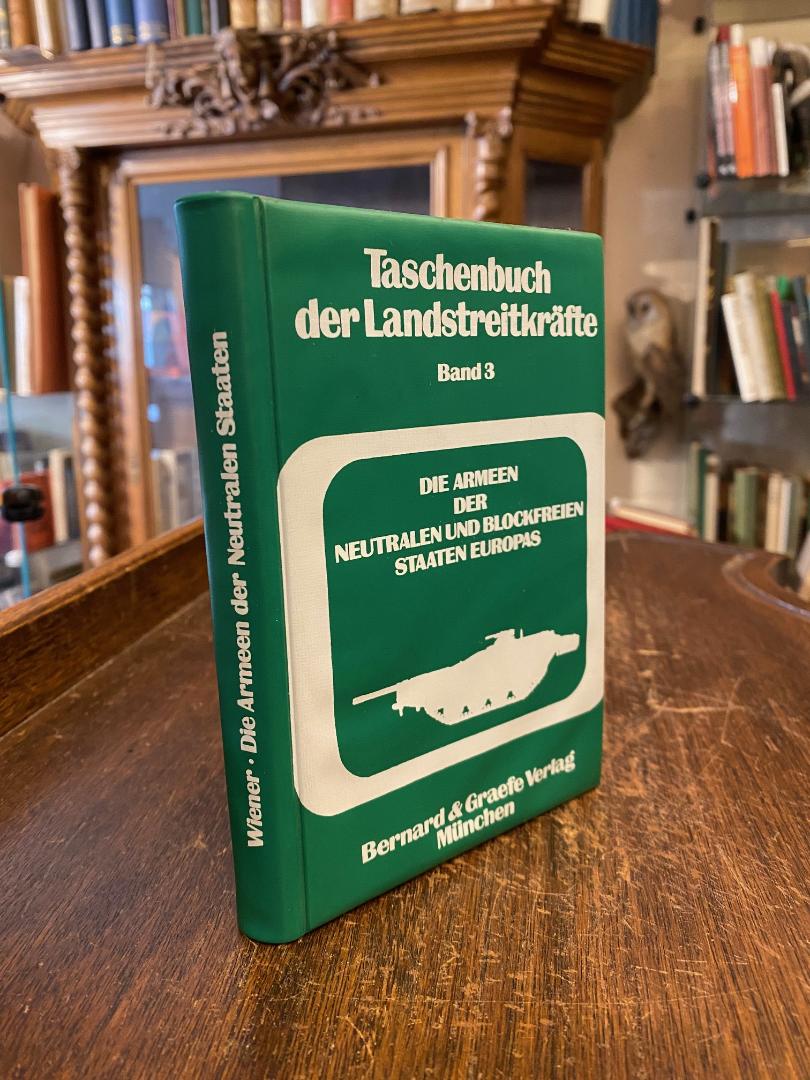 Wiener · Die Armeen der Neutralen Staaten
Taschenbuch
der Landstreitkräfte
Band 3
DIE ARMEEN
DER
NEUTRALEN UND BLOCKFREIEN
STAATEN EUROPAS
Bernard & Graefe Verlag
München